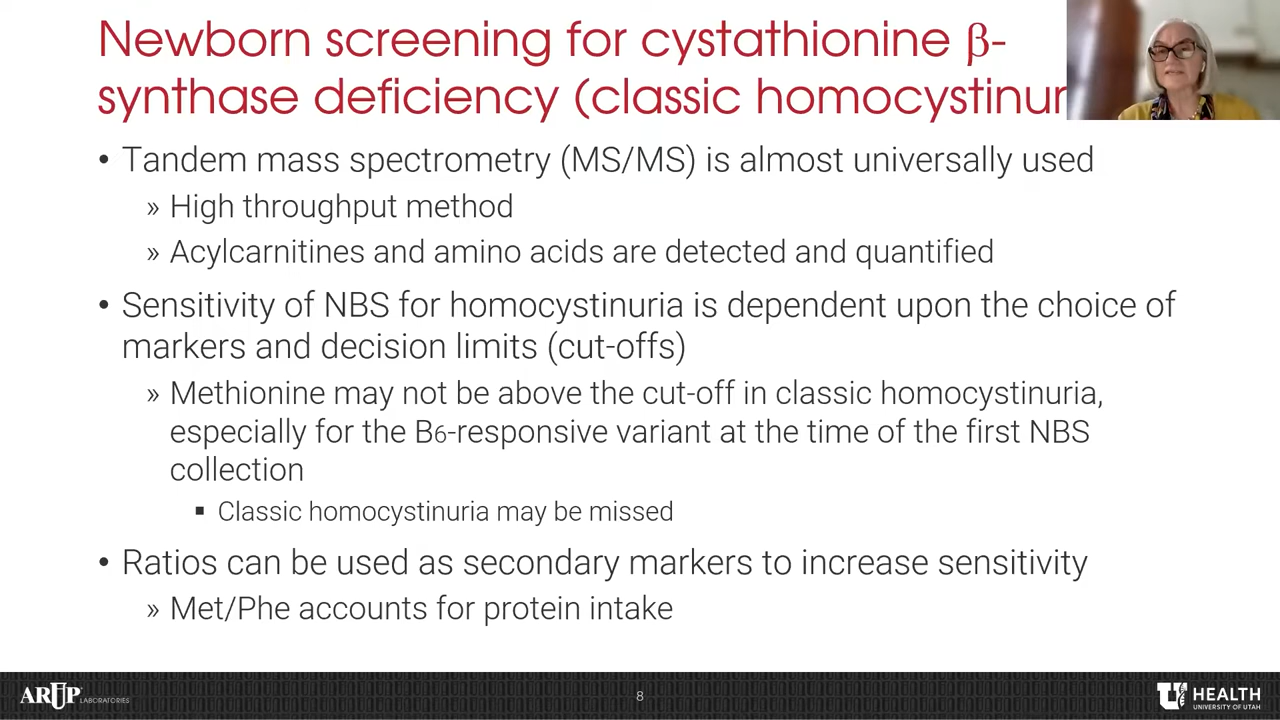 Newborn screening for cystathionine β-
synthase deficiency (classic homocystinur
• Tandem mass spectrometry (MS/MS) is almost universally used
» High throughput method
» Acylcarnitines and amino acids are detected and quantified
• Sensitivity of NBS for homocystinuria is dependent upon the choice of
markers and decision limits (cut-offs)
» Methionine may not be above the cut-off in classic homocystinuria,
especially for the B6-responsive variant at the time of the first NBS
collection
▪ Classic homocystinuria may be missed
• Ratios can be used as secondary markers to increase sensitivity
» Met/Phe accounts for protein intake
ARUP LABORATORIES
8
U HEALTH
UNIVERSITY OF UTAH